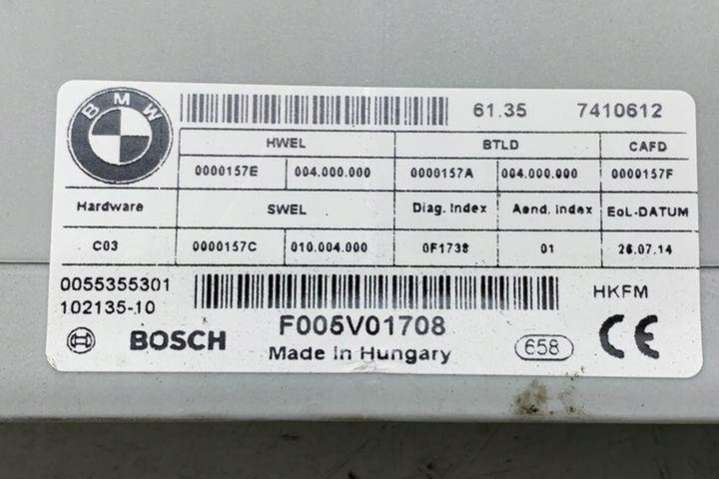 BMW
61.35 7410612
HWEL BTLD CAFD
0000157E 004.000.000 0000157A 004.000.000 0000157F
Hardware SWEL Diag. Index Aend. Index EoL-DATUM
C03 0000157C 010.004.000 0F1738 01 26.07.14
0055355301
102135-10
HKFM
BOSCH F005V01708
Made in Hungary 658 CE